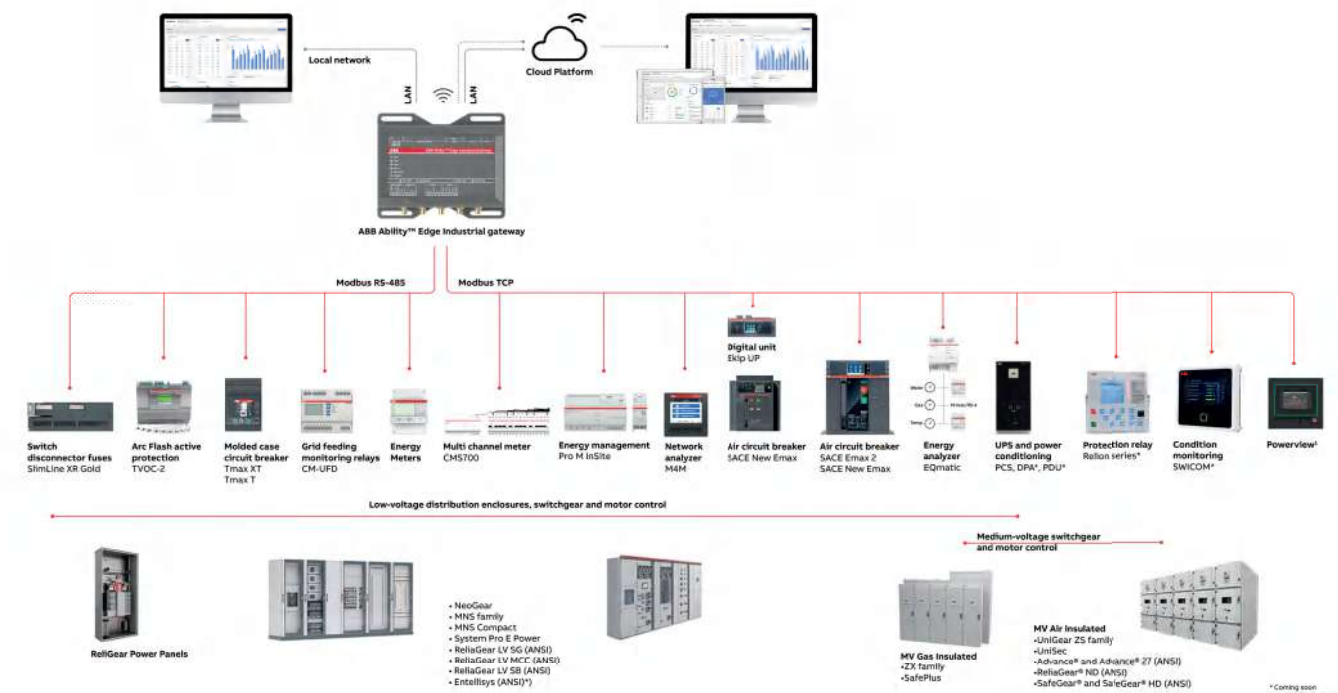 Local network
LAN
LAN
Cloud Platform
ABB Ability™ Edge Industrial gateway
Modbus RS-485
Modbus TCP
Digital unit
Ekip UP
Switch
disconnector fuses
SlimLine XR Gold
Arc Flash active
protection
TVOC-2
Molded case
circuit breaker
Tmax XT
Tmax T
Grid feeding
monitoring relays
CM-UFD
Energy
Meters
Multi channel meter
CMS700
Energy management
Pro M InSite
Network
analyzer
M4M
Air circuit breaker
SACE New Emax
Air circuit breaker
SACE Emax 2
SACE New Emax
Water
Gas
Temp
Energy
analyzer
EQmatic
UPS and power
conditioning
PCS, DPA*, PDU*
Protection relay
Relion series*
Condition
monitoring
SWICOM*
Powerview¹
Low-voltage distribution enclosures, switchgear and motor control
Medium-voltage switchgear
and motor control
ReliGear Power Panels
• NeoGear
• MNS family
• MNS Compact
• System Pro E Power
• ReliaGear LV SG (ANSI)
• ReliaGear LV MCC (ANSI)
• ReliaGear LV SB (ANSI)
• Entellisys (ANSI)*)
MV Gas Insulated
•ZX family
•SafePlus
MV Air Insulated
•UniGear ZS family
•UniSec
•Advance® and Advance® 27 (ANSI)
•ReliaGear® ND (ANSI)
•SafeGear® and SafeGear® HD (ANSI)
* Coming soon